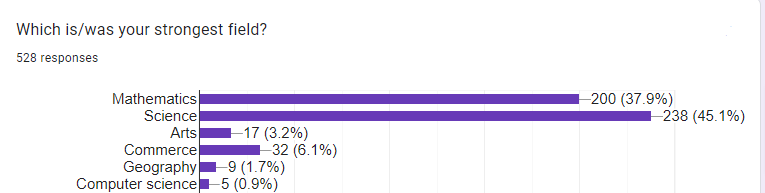 Which is/was your strongest field?
528 responses
Mathematics 200 (37.9%)
Science 238 (45.1%)
Arts 17 (3.2%)
Commerce 32 (6.1%)
Geography 9 (1.7%)
Computer science 5 (0.9%)